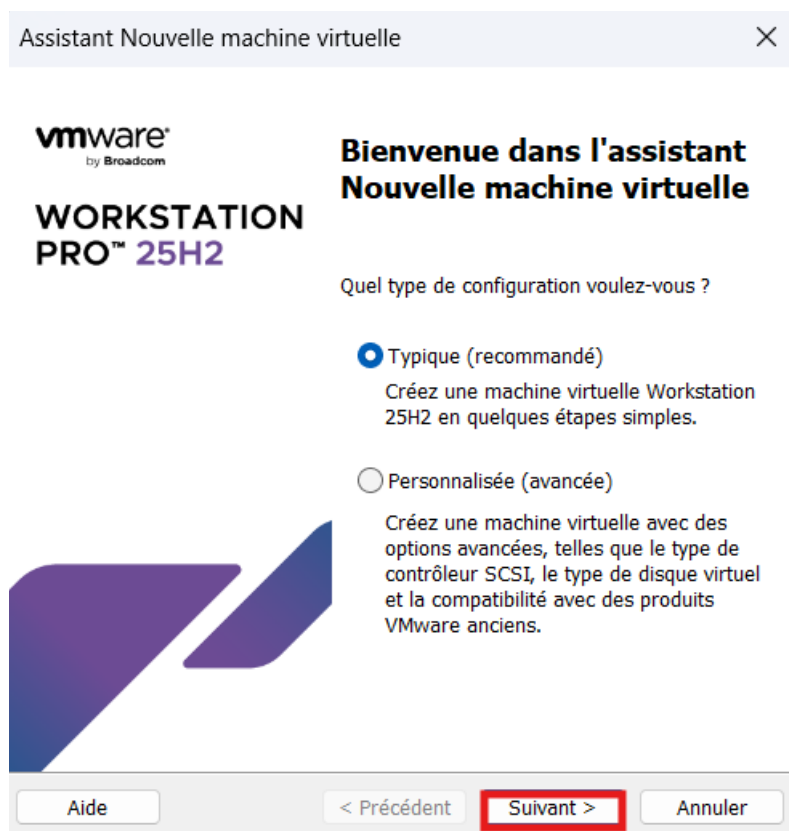 Assistant Nouvelle machine virtuelle
vmware®
by Broadcom
WORKSTATION
PRO™ 25H2
Bienvenue dans l'assistant
Nouvelle machine virtuelle
Quel type de configuration voulez-vous ?
Typique (recommandé)
Créez une machine virtuelle Workstation
25H2 en quelques étapes simples.
Personnalisée (avancée)
Créez une machine virtuelle avec des
options avancées, telles que le type de
contrôleur SCSI, le type de disque virtuel
et la compatibilité avec des produits
VMware anciens.
Aide
< Précédent
Suivant >
Annuler